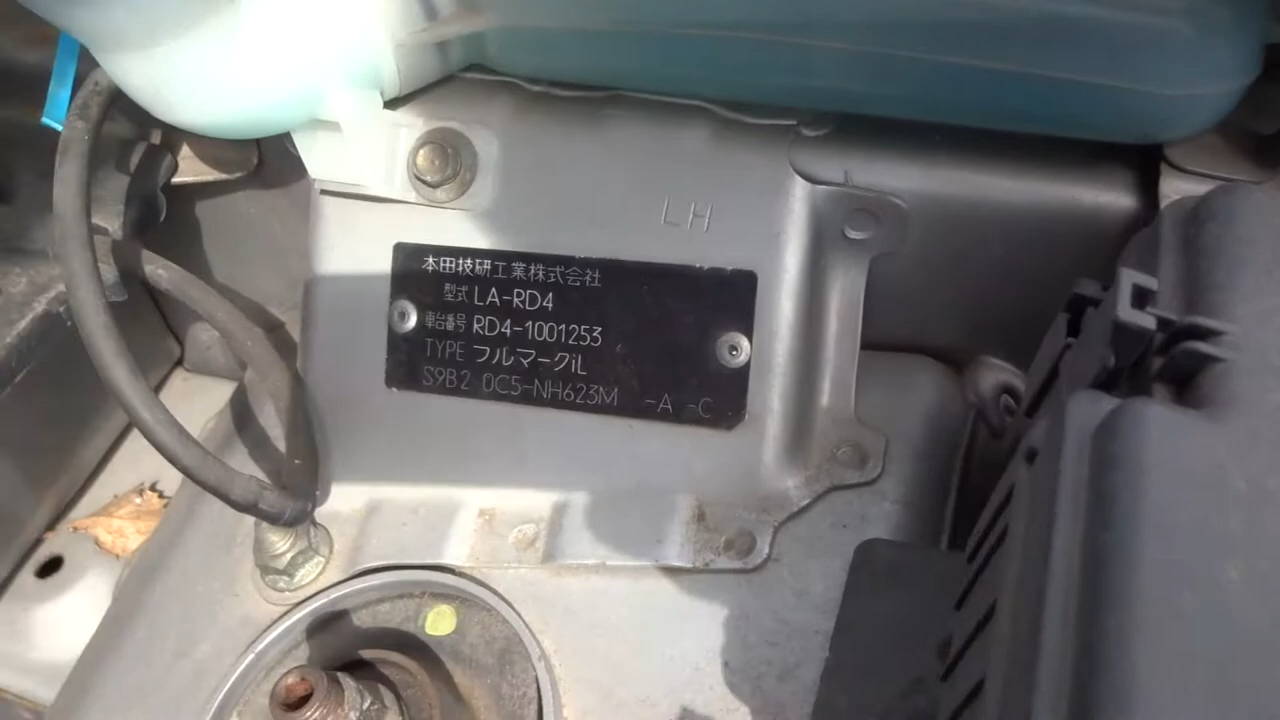 LH
本田技研工業株式会社
型式 LA-RD4
車台番号 RD4-1001253
TYPE フルマークiL
S9B2 0C5-NH623M -A -C